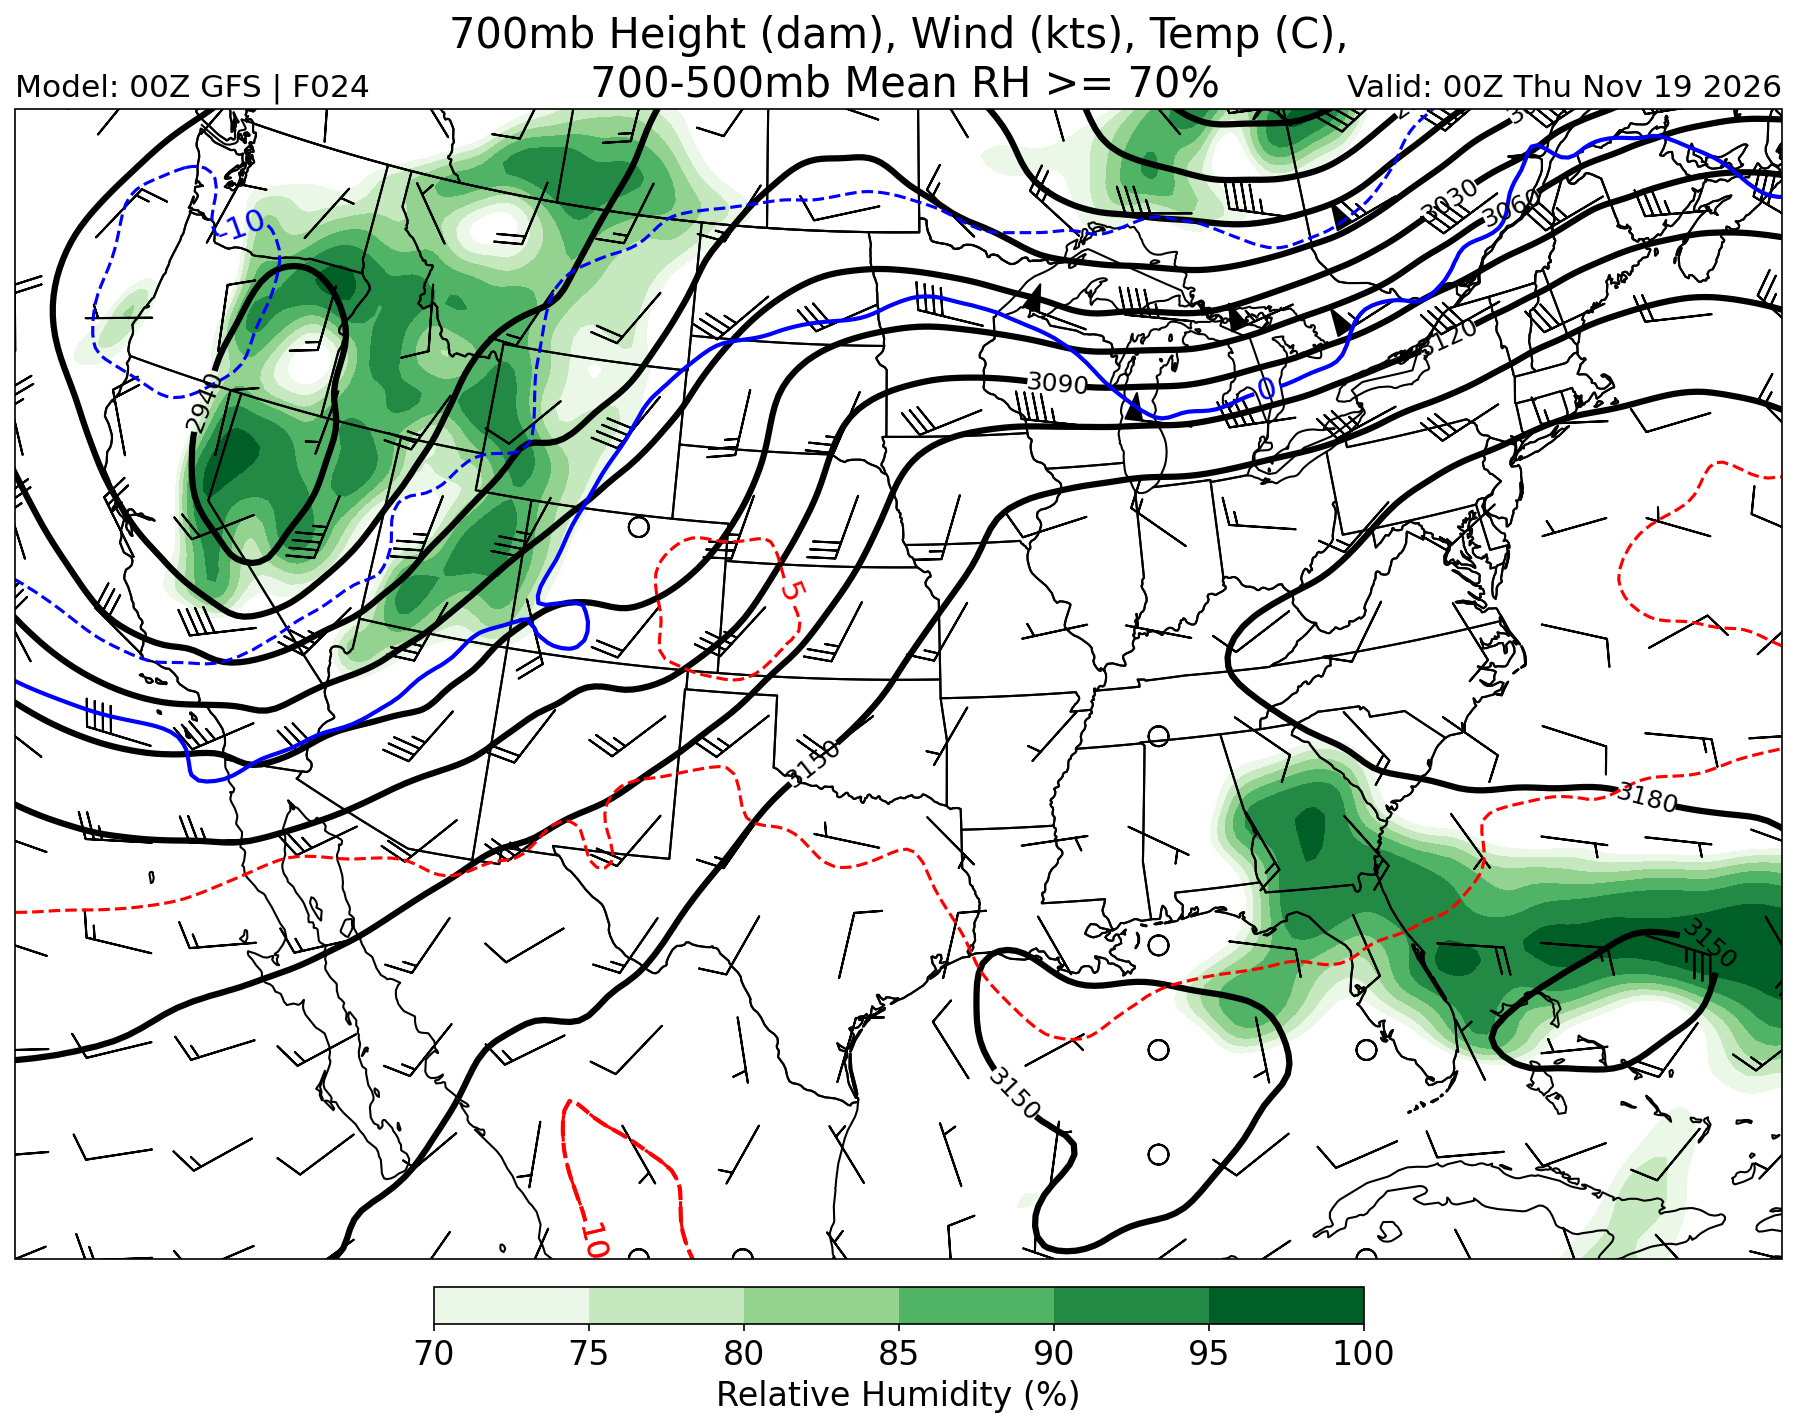 700mb Height (dam), Wind (kts), Temp (C),
Model: 00Z GFS | F024
700-500mb Mean RH >= 70%
Valid: 00Z Thu Nov 19 2026
3030
3060
-10
3120
2940
3090
0
5
3150
3180
3150
3150
10
70 75 80 85 90 95 100
Relative Humidity (%)